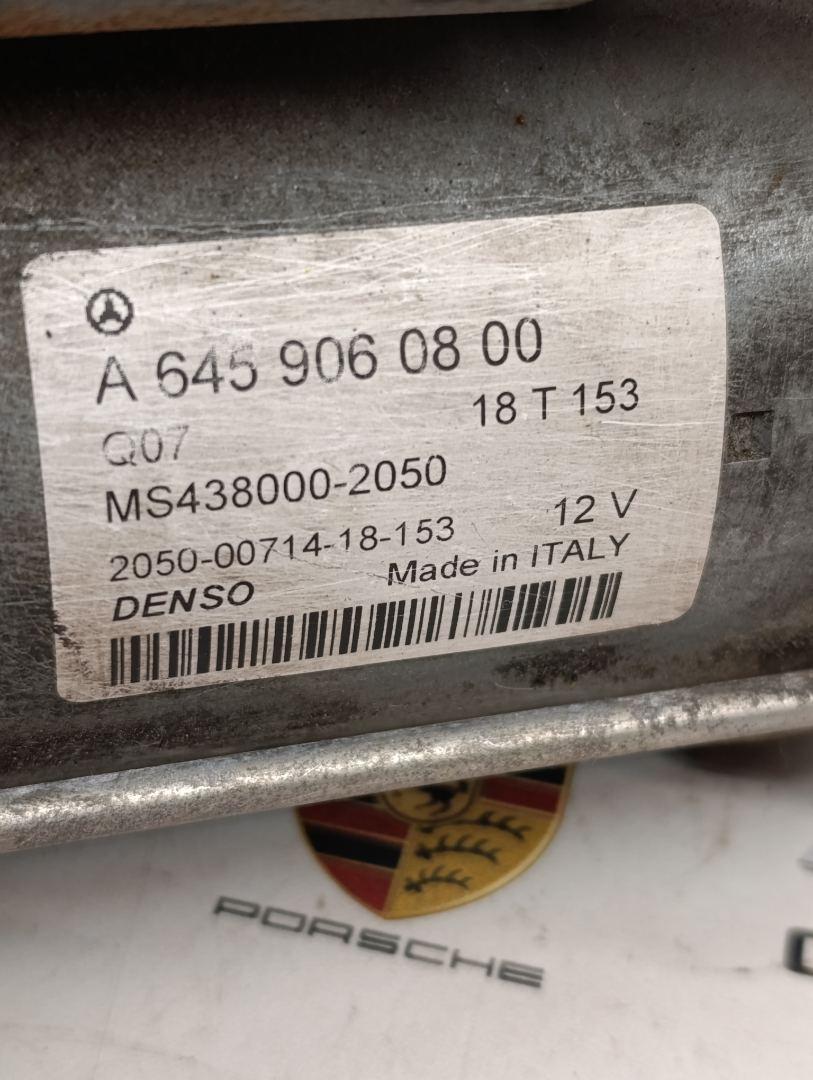 A 645 906 08 00
18 T 153
Q07
MS438000-2050
12 V
2050-00714-18-153
Made in ITALY
DENSO
PORSCHE